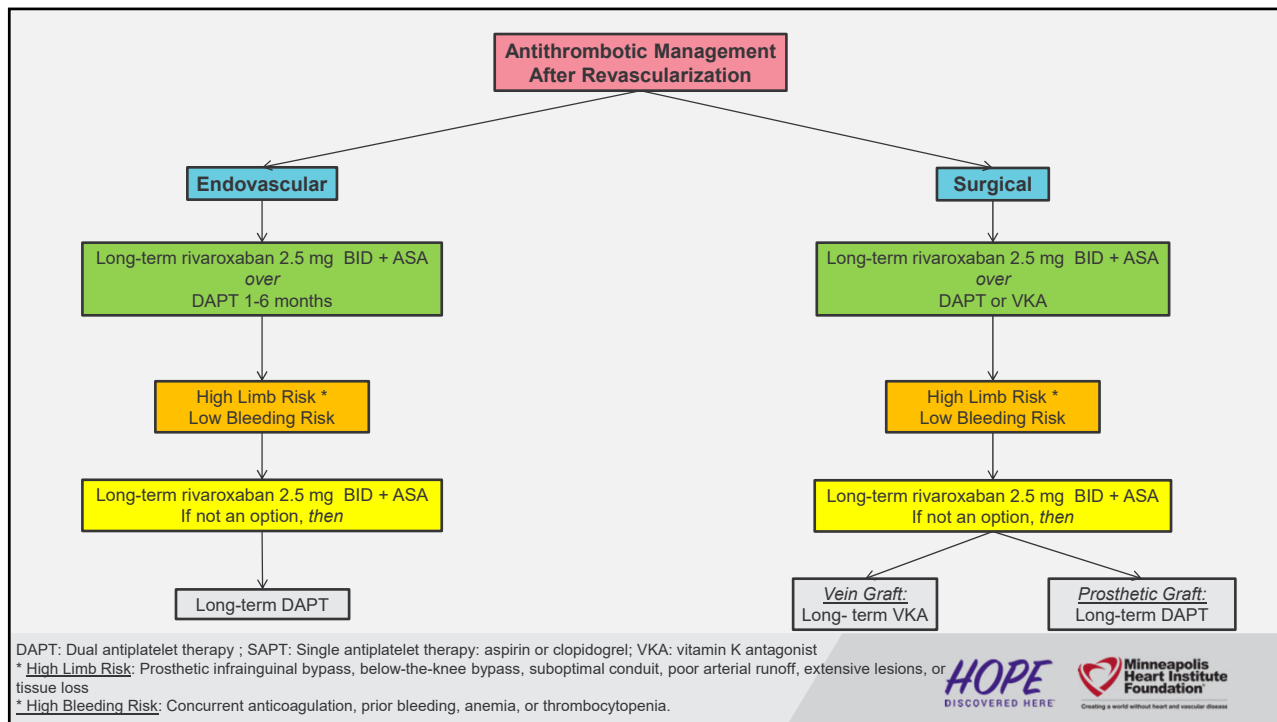 Antithrombotic Management
After Revascularization
Endovascular
Surgical
Long-term rivaroxaban 2.5 mg BID + ASA
over
DAPT 1-6 months
Long-term rivaroxaban 2.5 mg BID + ASA
over
DAPT or VKA
High Limb Risk *
Low Bleeding Risk
High Limb Risk *
Low Bleeding Risk
Long-term rivaroxaban 2.5 mg BID + ASA
If not an option, then
Long-term rivaroxaban 2.5 mg BID + ASA
If not an option, then
Long-term DAPT
Vein Graft:
Long- term VKA
Prosthetic Graft:
Long-term DAPT
DAPT: Dual antiplatelet therapy ; SAPT: Single antiplatelet therapy: aspirin or clopidogrel; VKA: vitamin K antagonist
* High Limb Risk: Prosthetic infrainguinal bypass, below-the-knee bypass, suboptimal conduit, poor arterial runoff, extensive lesions, or
tissue loss
* High Bleeding Risk: Concurrent anticoagulation, prior bleeding, anemia, or thrombocytopenia.
HOPE
DISCOVERED HERE
Minneapolis
Heart Institute
Foundation
Creating a world without heart and vascular disease